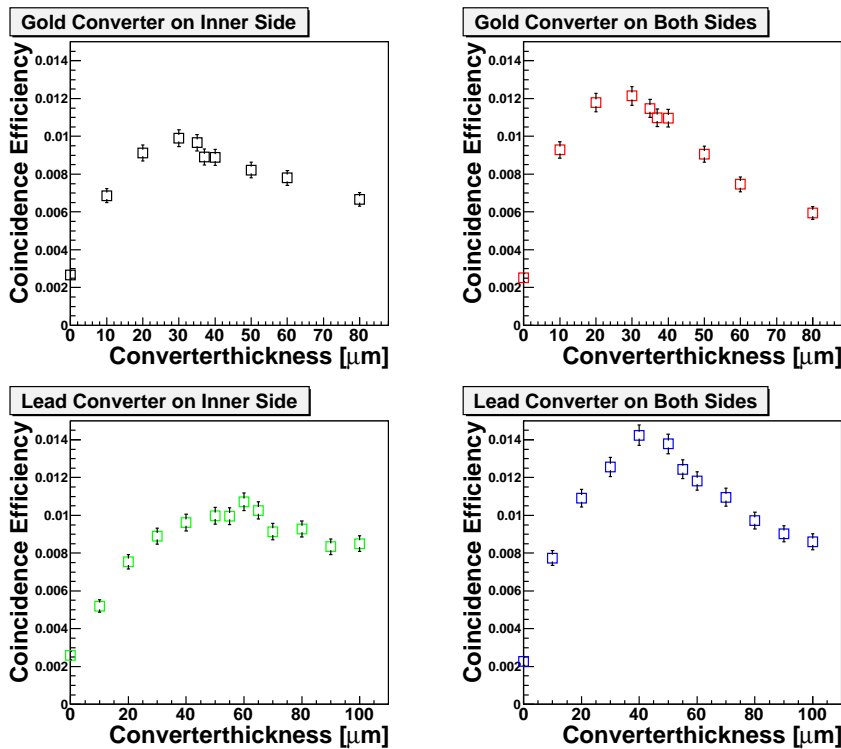 Gold Converter on Inner Side
Coincidence Efficiency
0.014
0.012
0.01
0.008
0.006
0.004
0.002
0
0 10 20 30 40 50 60 70 80
Converterthickness [μm]
Gold Converter on Both Sides
Coincidence Efficiency
0.014
0.012
0.01
0.008
0.006
0.004
0.002
0
0 10 20 30 40 50 60 70 80
Converterthickness [μm]
Lead Converter on Inner Side
Coincidence Efficiency
0.014
0.012
0.01
0.008
0.006
0.004
0.002
0
0 20 40 60 80 100
Converterthickness [μm]
Lead Converter on Both Sides
Coincidence Efficiency
0.014
0.012
0.01
0.008
0.006
0.004
0.002
0
0 20 40 60 80 100
Converterthickness [μm]